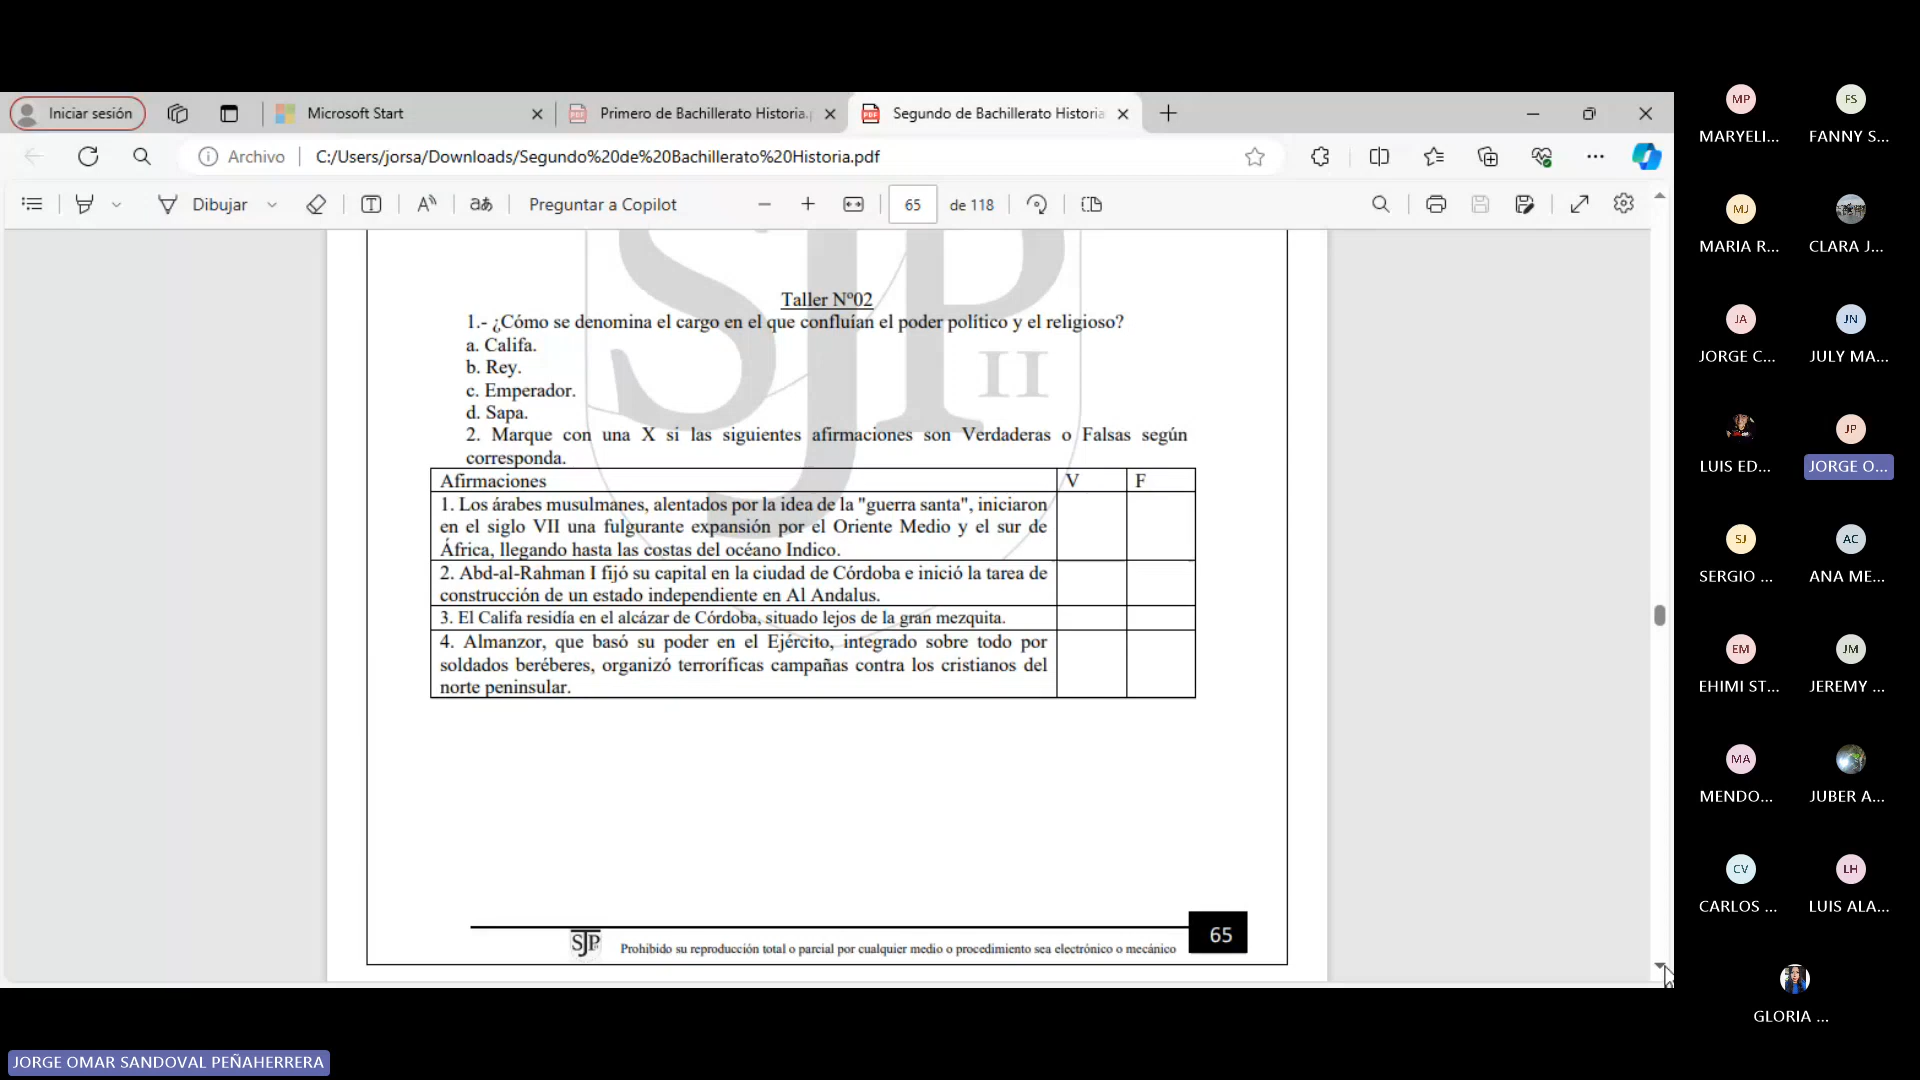 Iniciar sesión
Microsoft Start
Primero de Bachillerato Historia.p
Segundo de Bachillerato Historia
Archivo
C:/Users/jorsa/Downloads/Segundo%20de%20Bachillerato%20Historia.pdf
Dibujar
Preguntar a Copilot
65
de 118
SJP
II
Taller Nº02
1.- ¿Cómo se denomina el cargo en el que confluían el poder político y el religioso?
a. Califa.
b. Rey.
c. Emperador.
d. Sapa.
2. Marque con una X si las siguientes afirmaciones son Verdaderas o Falsas según
corresponda.
Afirmaciones V F
1. Los árabes musulmanes, alentados por la idea de la "guerra santa", iniciaron
en el siglo VII una fulgurante expansión por el Oriente Medio y el sur de
África, llegando hasta las costas del océano Indico.
2. Abd-al-Rahman I fijó su capital en la ciudad de Córdoba e inició la tarea de
construcción de un estado independiente en Al Andalus.
3. El Califa residía en el alcázar de Córdoba, situado lejos de la gran mezquita.
4. Almanzor, que basó su poder en el Ejército, integrado sobre todo por
soldados beréberes, organizó terroríficas campañas contra los cristianos del
norte peninsular.
SJP
Prohibido su reproducción total o parcial por cualquier medio o procedimiento sea electrónico o mecánico
65
MP
FS
MARYELI...
FANNY S...
MJ
MARIA R...
CLARA J...
JA
JN
JORGE C...
JULY MA...
JP
LUIS ED...
JORGE O...
SJ
AC
SERGIO ...
ANA ME...
EM
JM
EHIMI ST...
JEREMY ...
MA
MENDO...
JUBER A...
CV
LH
CARLOS ...
LUIS ALA...
GLORIA ...
JORGE OMAR SANDOVAL PEÑAHERRERA